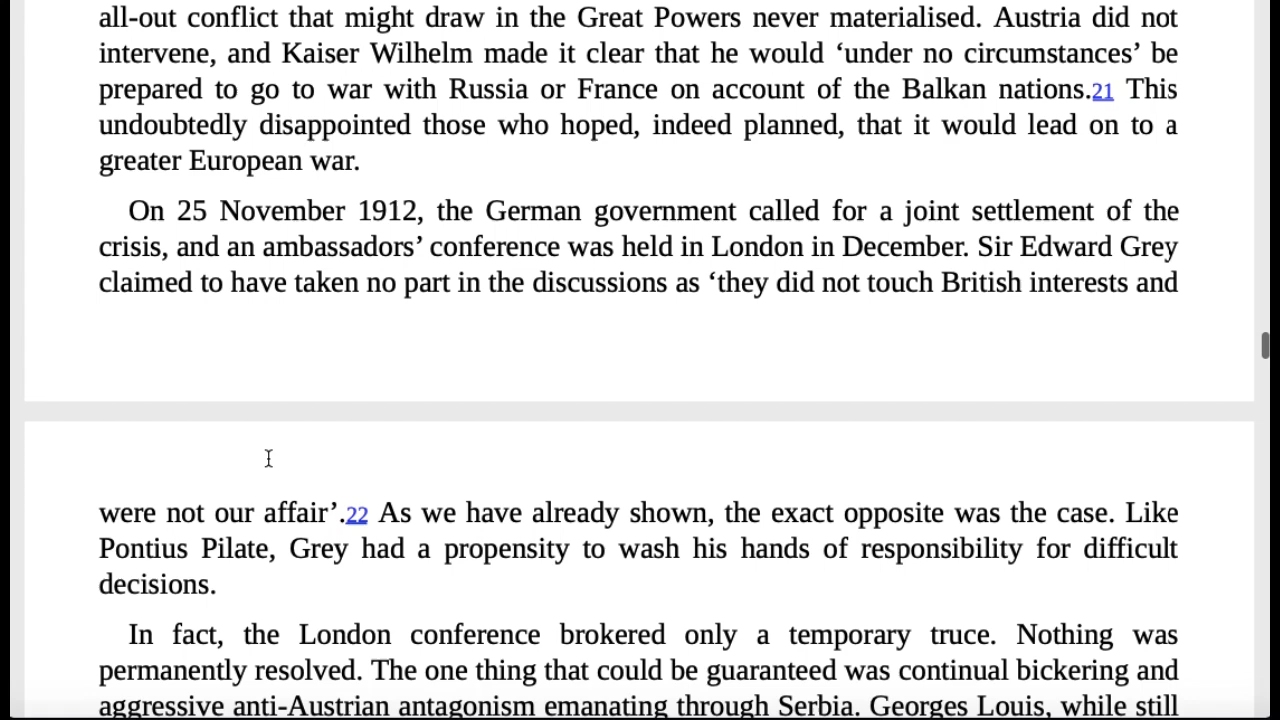 all-out conflict that might draw in the Great Powers never materialised. Austria did not
intervene, and Kaiser Wilhelm made it clear that he would ‘under no circumstances’ be
prepared to go to war with Russia or France on account of the Balkan nations.21 This
undoubtedly disappointed those who hoped, indeed planned, that it would lead on to a
greater European war.
On 25 November 1912, the German government called for a joint settlement of the
crisis, and an ambassadors’ conference was held in London in December. Sir Edward Grey
claimed to have taken no part in the discussions as ‘they did not touch British interests and
were not our affair’.22 As we have already shown, the exact opposite was the case. Like
Pontius Pilate, Grey had a propensity to wash his hands of responsibility for difficult
decisions.
In fact, the London conference brokered only a temporary truce. Nothing was
permanently resolved. The one thing that could be guaranteed was continual bickering and
aggressive anti-Austrian antagonism emanating through Serbia. Georges Louis, while still